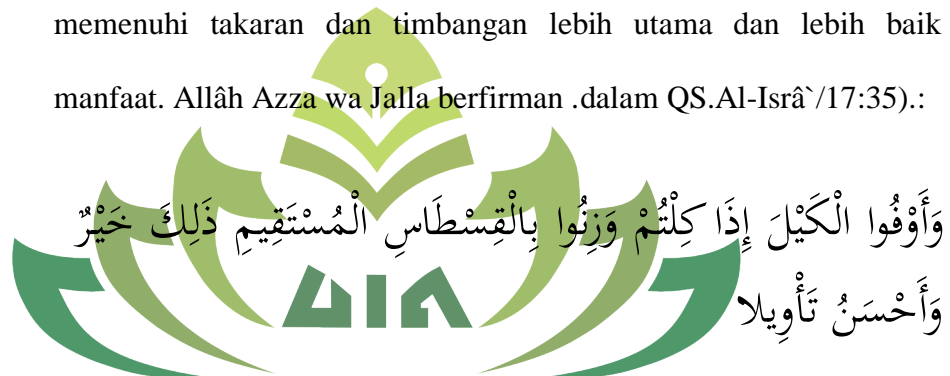 memenuhi takaran dan timbangan lebih utama dan lebih baik
manfaat. Allâh Azza wa Jalla berfirman .dalam QS.Al-Isrâ`/17:35).:
وَأَوْفُوا الْكَيْلَ إِذَا كِلْتُمْ وَزِنُوا بِالْقِسْطَاسِ الْمُسْتَقِيمِ ذَلِكَ خَيْرٌ
وَأَحْسَنُ تَأْوِيلا
UIN